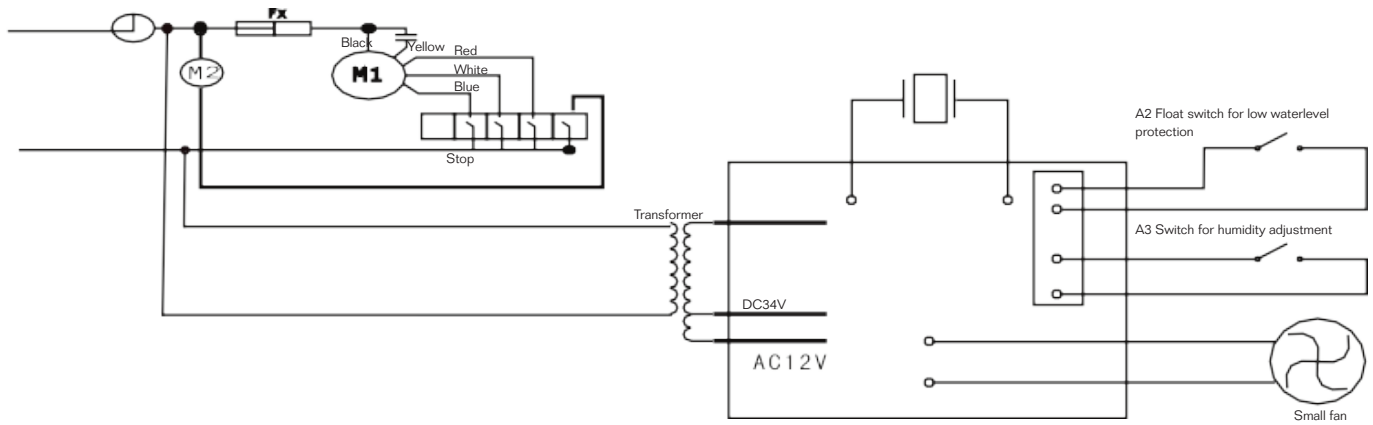 Fx
Black
Yellow
Red
M1
White
M2
Blue
Stop
A2 Float switch for low waterlevel
protection
Transformer
A3 Switch for humidity adjustment
DC34V
AC12V
Small fan